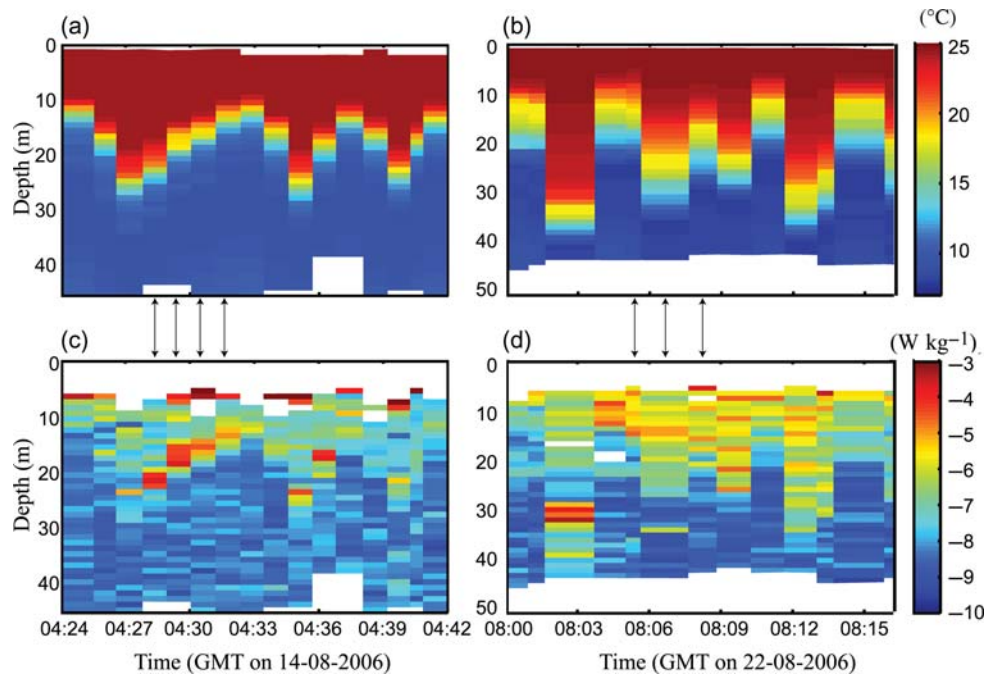 (a)
(b)
(°C)
0
10
20
30
40
Depth (m)
0
10
20
30
40
50
25
20
15
10
(c)
(d)
(W kg⁻¹)
0
10
20
30
40
Depth (m)
0
10
20
30
40
50
−3
−4
−5
−6
−7
−8
−9
−10
04:24 04:27 04:30 04:33 04:36 04:39 04:42
08:00 08:03 08:06 08:09 08:12 08:15
Time (GMT on 14-08-2006)
Time (GMT on 22-08-2006)